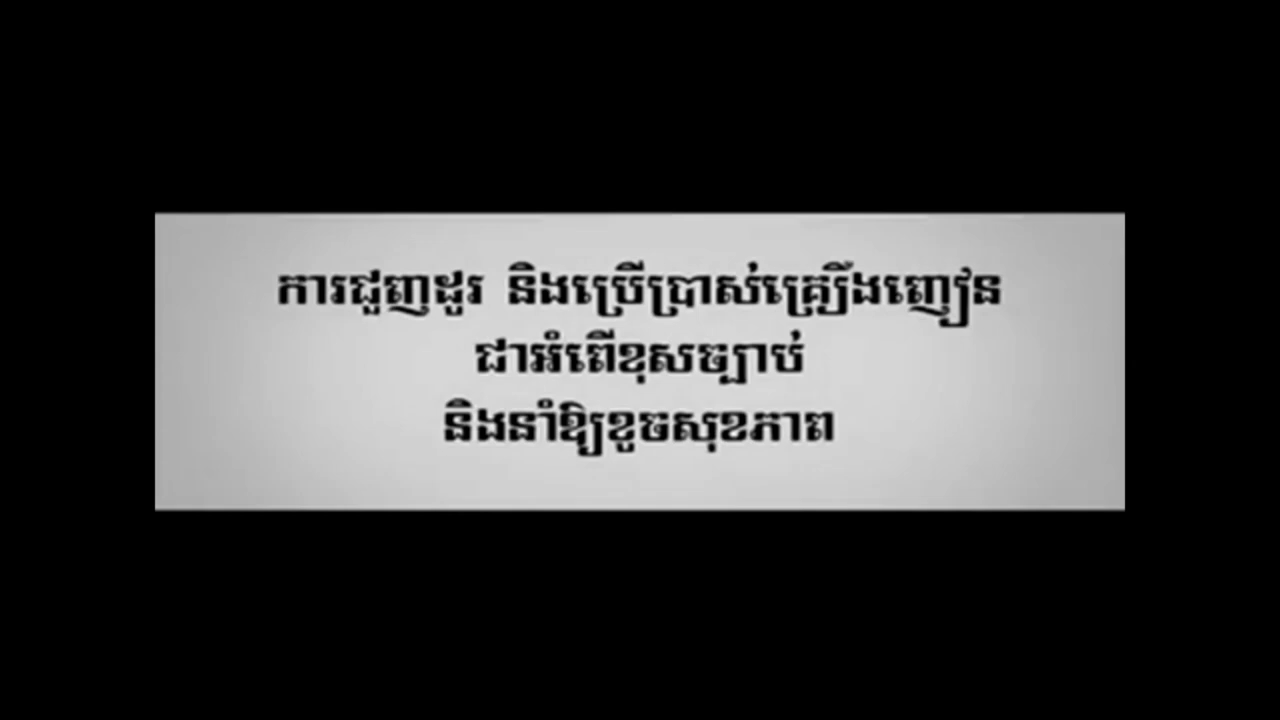 ការជួញដូរ និងប្រើប្រាស់គ្រឿងញៀន
ជាអំពើខុសច្បាប់
និងនាំឱ្យខូចសុខភាព